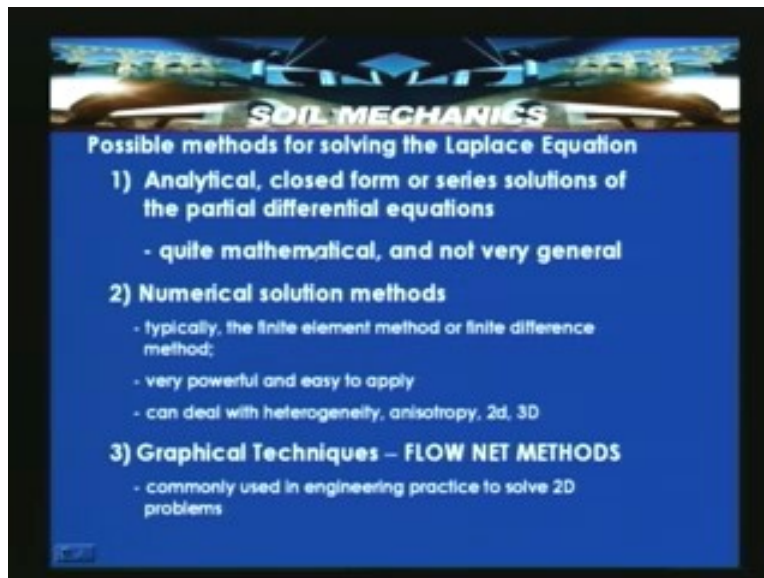 SOIL MECHANICS
Possible methods for solving the Laplace Equation
1) Analytical, closed form or series solutions of
the partial differential equations
- quite mathematical, and not very general
2) Numerical solution methods
- typically, the finite element method or finite difference
method;
- very powerful and easy to apply
- can deal with heterogeneity, anisotropy, 2d, 3D
3) Graphical Techniques – FLOW NET METHODS
- commonly used in engineering practice to solve 2D
problems